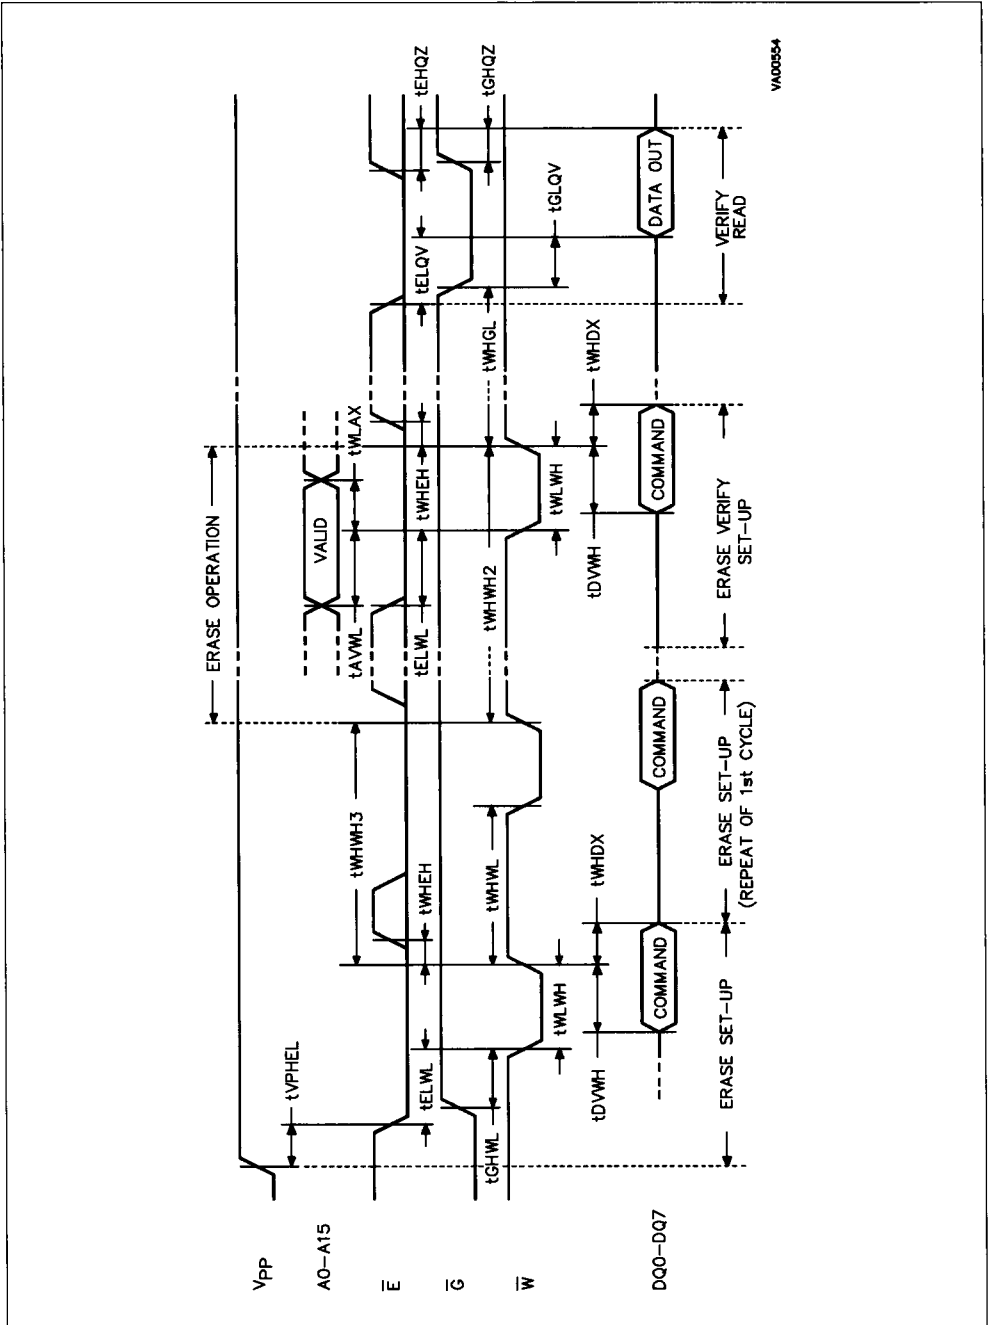 VPP
tVPHEL
ERASE OPERATION
A0-A15
VALID
tAVWL
tWLAX
E
tELWL
tWHWH3
tWHEH
tELWL
tWHEH
tELQV
tEHQZ
G
tGHWL
tWHWL
tWHWH2
tWHGL
tGHQZ
W
tWLWH
tWLWH
tGLQV
tDVWH
tWHDX
tDVWH
tWHDX
DQ0-DQ7
COMMAND
COMMAND
COMMAND
DATA OUT
ERASE SET-UP
ERASE SET-UP
(REPEAT OF 1st CYCLE)
ERASE VERIFY
SET-UP
VERIFY
READ
VA00554